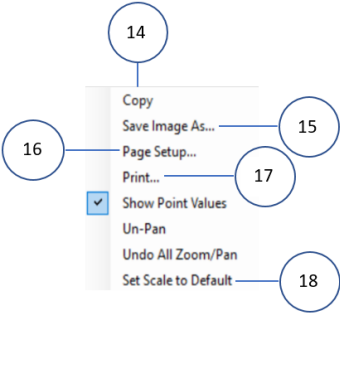 14
Copy
Save Image As...
15
16
Page Setup...
Print...
17
Show Point Values
Un-Pan
Undo All Zoom/Pan
Set Scale to Default
18